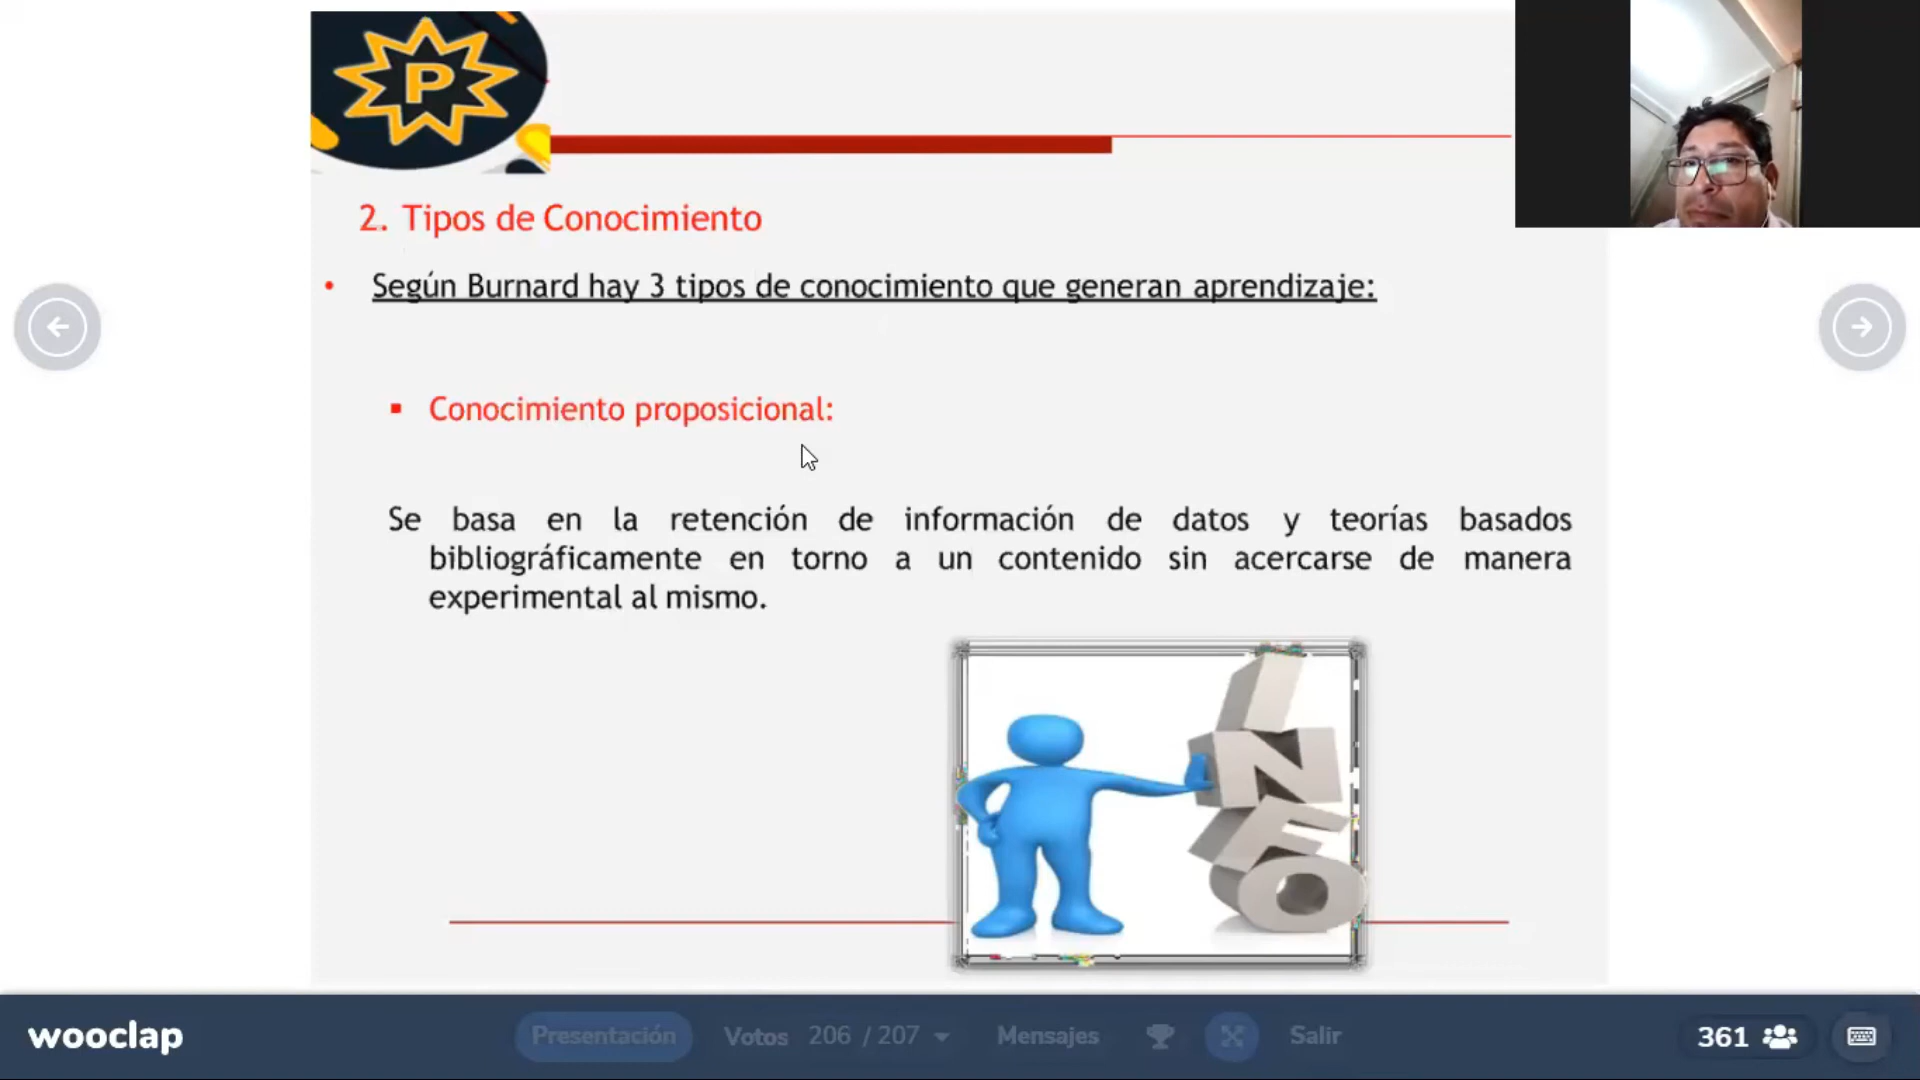 P
2. Tipos de Conocimiento
• Según Burnard hay 3 tipos de conocimiento que generan aprendizaje:
▪ Conocimiento proposicional:
Se basa en la retención de información de datos y teorías basados
bibliográficamente en torno a un contenido sin acercarse de manera
experimental al mismo.
I
N
F
O
wooclap Presentación Votos 206 / 207 Mensajes Salir 361